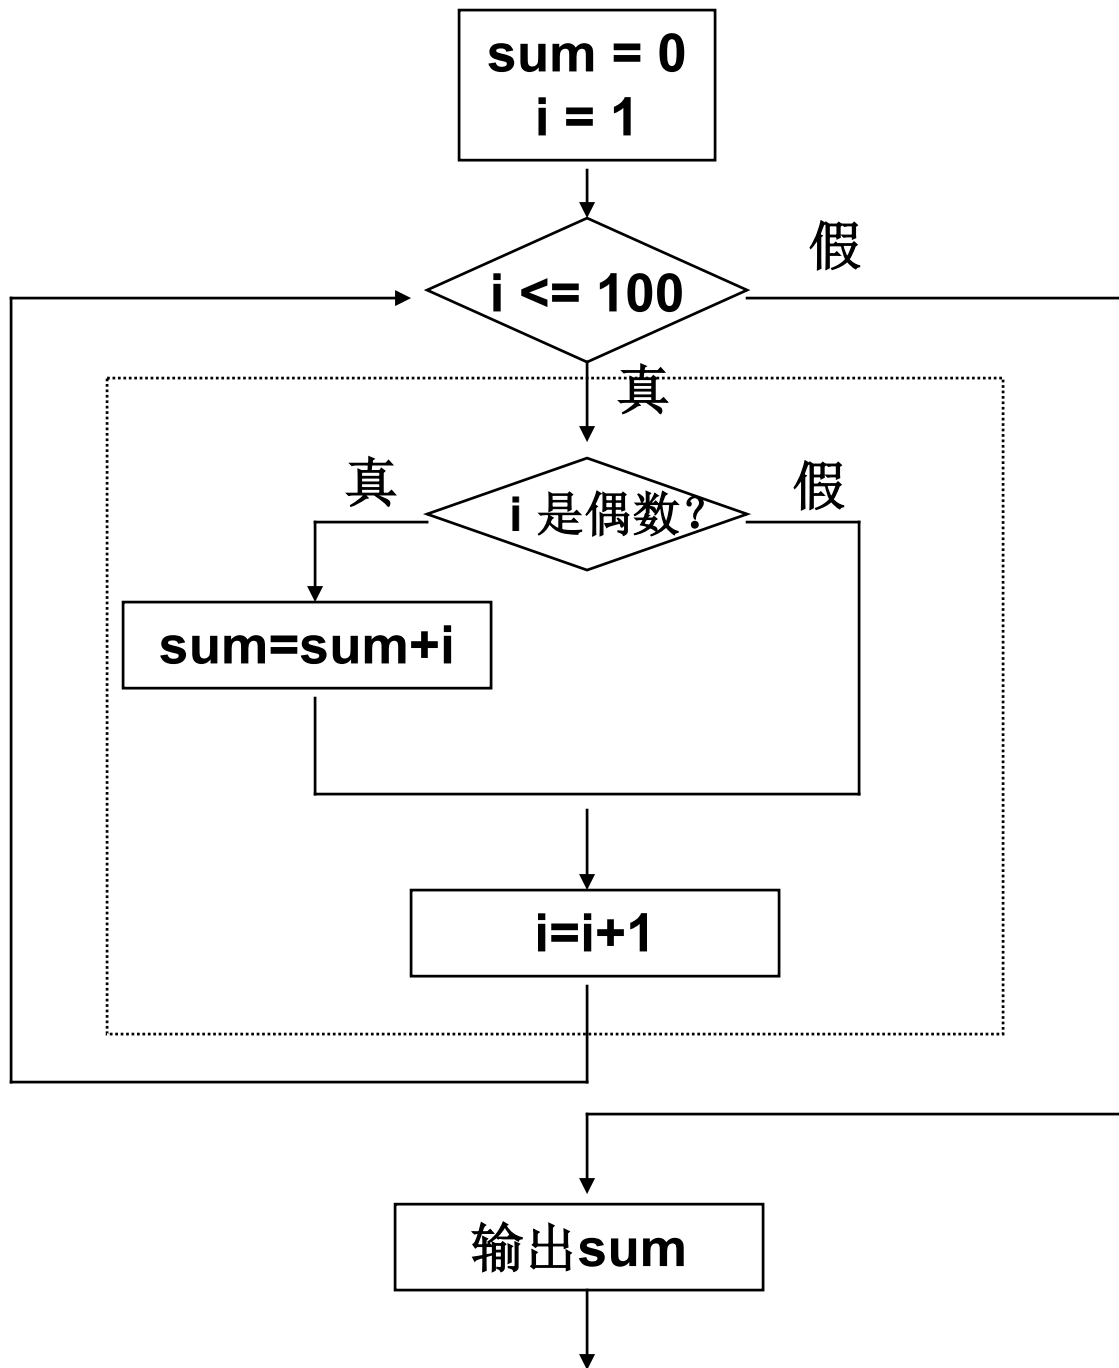 sum = 0
i = 1
假
i <= 100
真
真
假
i 是偶数?
sum=sum+i
i=i+1
输出sum